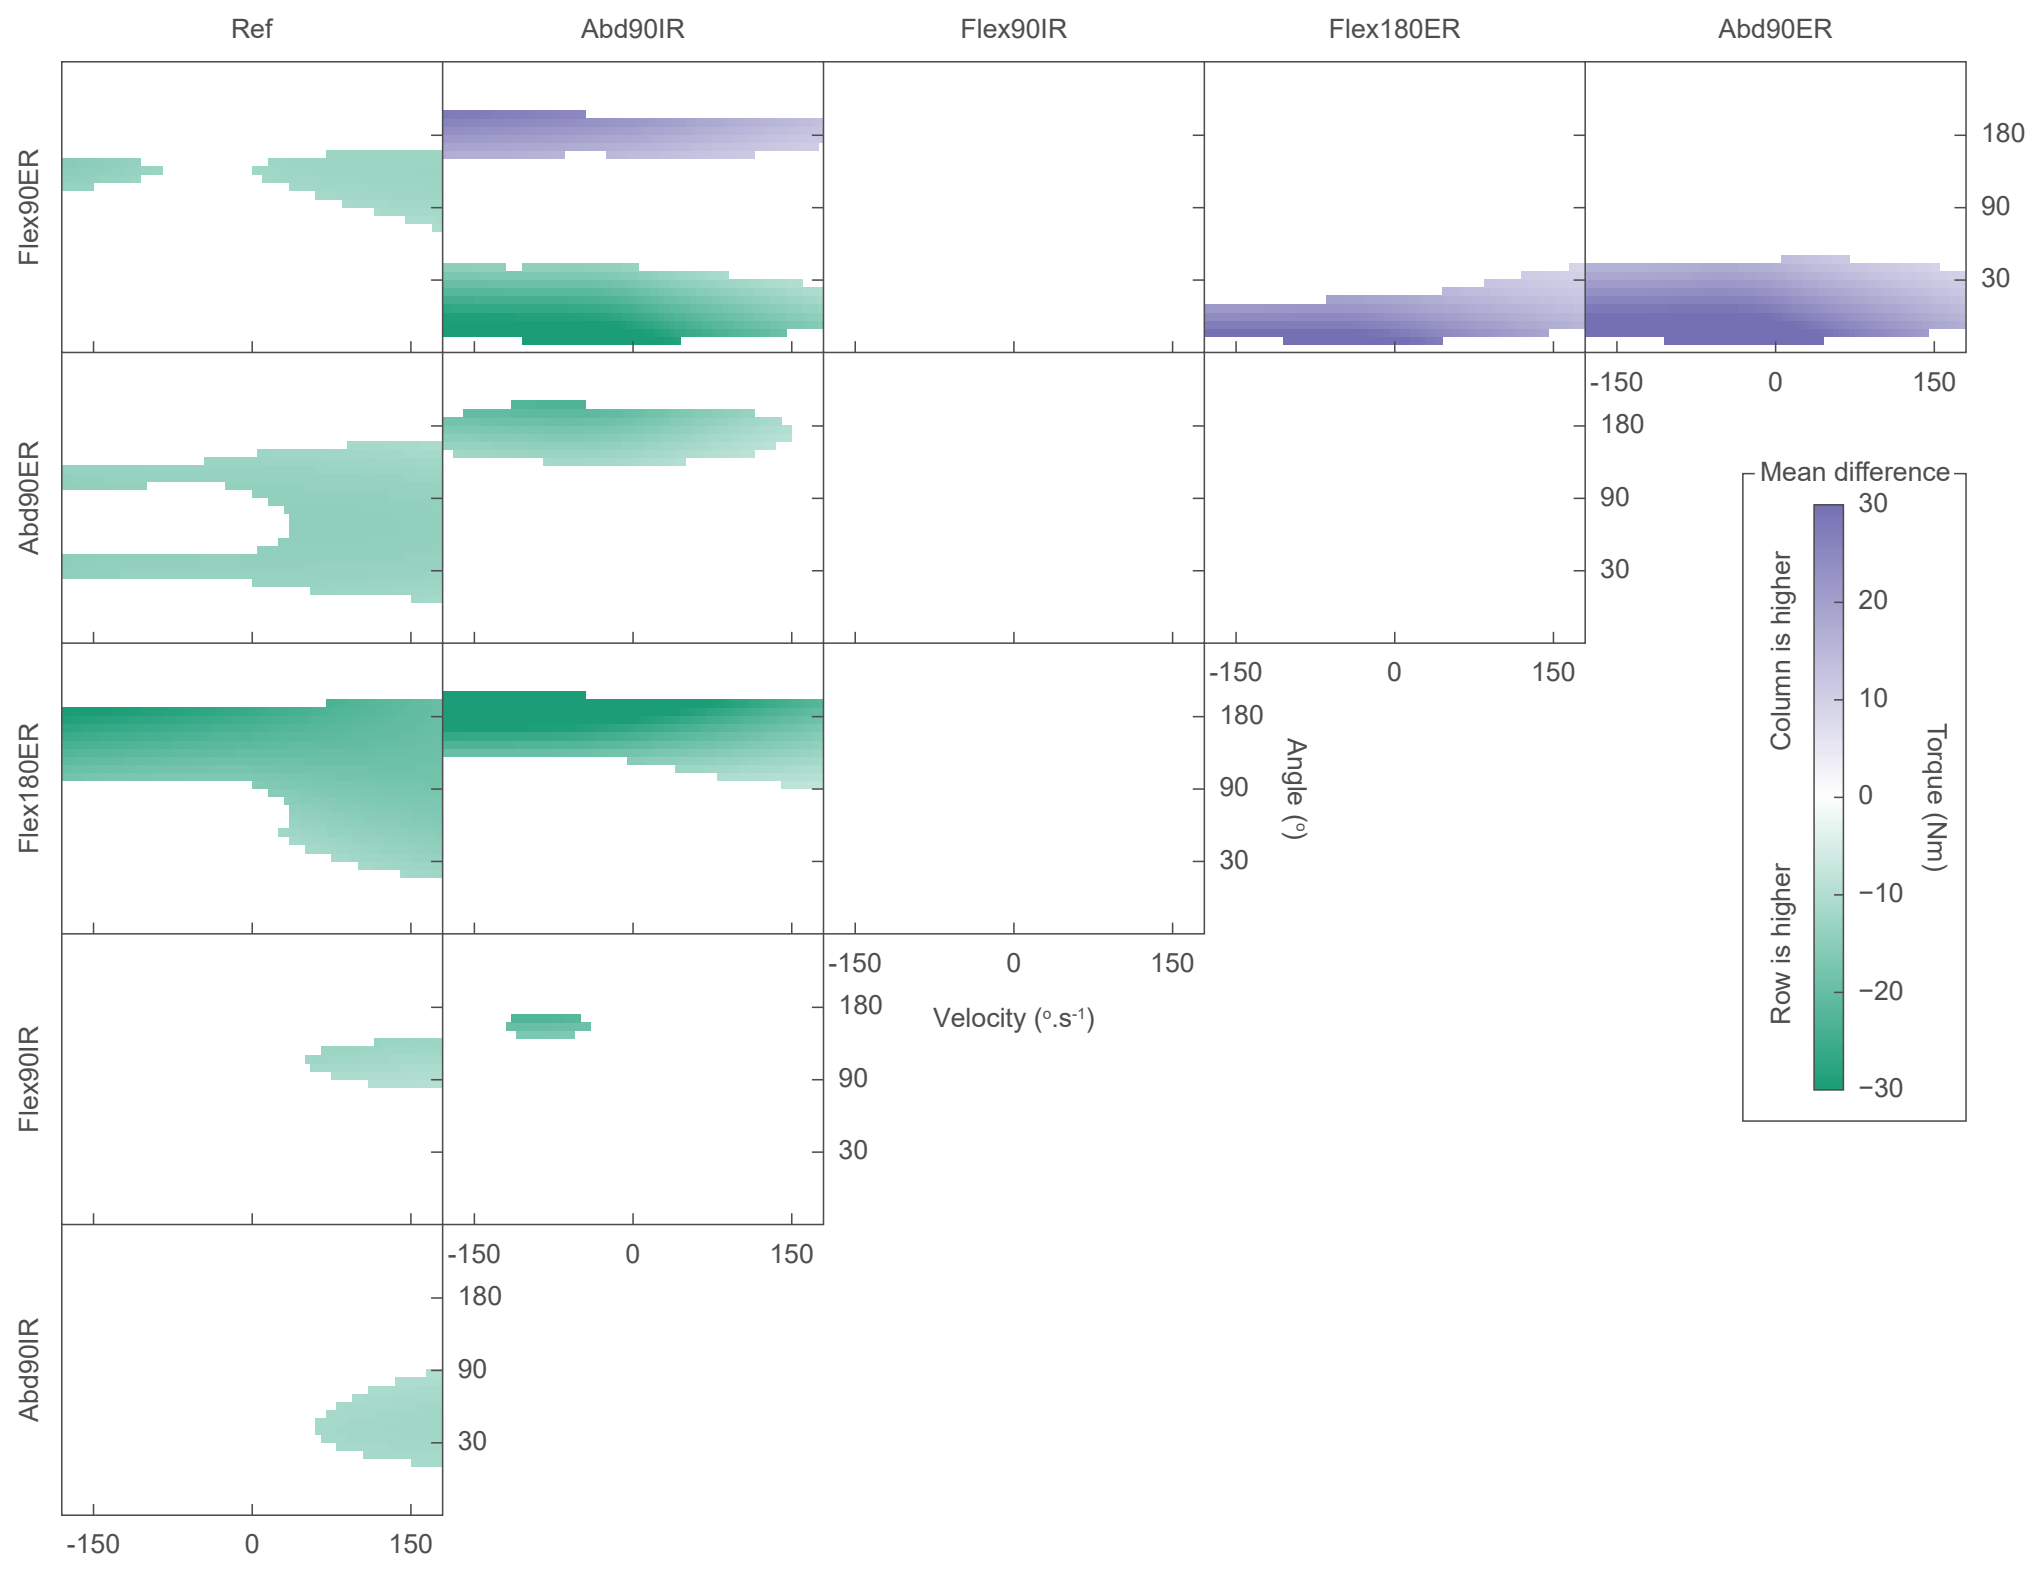 Ref Abd90IR Flex90IR Flex180ER Abd90ER
Flex90ER
180
90
30
-150 0 150
Abd90ER
180
90
30
-150 0 150
Mean difference
30
20
10
0
−10
−20
−30
Column is higher
Row is higher
Torque (Nm)
Flex180ER
180
90
30
Angle (º)
-150 0 150
Velocity (º.s-1)
Flex90IR
180
90
30
-150 0 150
Abd90IR
180
90
30
-150 0 150